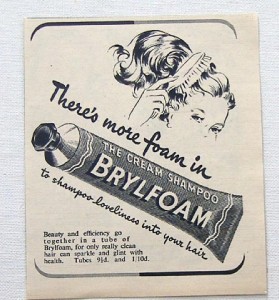 There's more foam in
THE CREAM SHAMPOO
BRYLFOAM
to shampoo loveliness into your hair
Beauty and efficiency go
together in a tube of
Brylfoam, for only really clean
hair can sparkle and glint with
health. Tubes 9½d. and 1/10d.